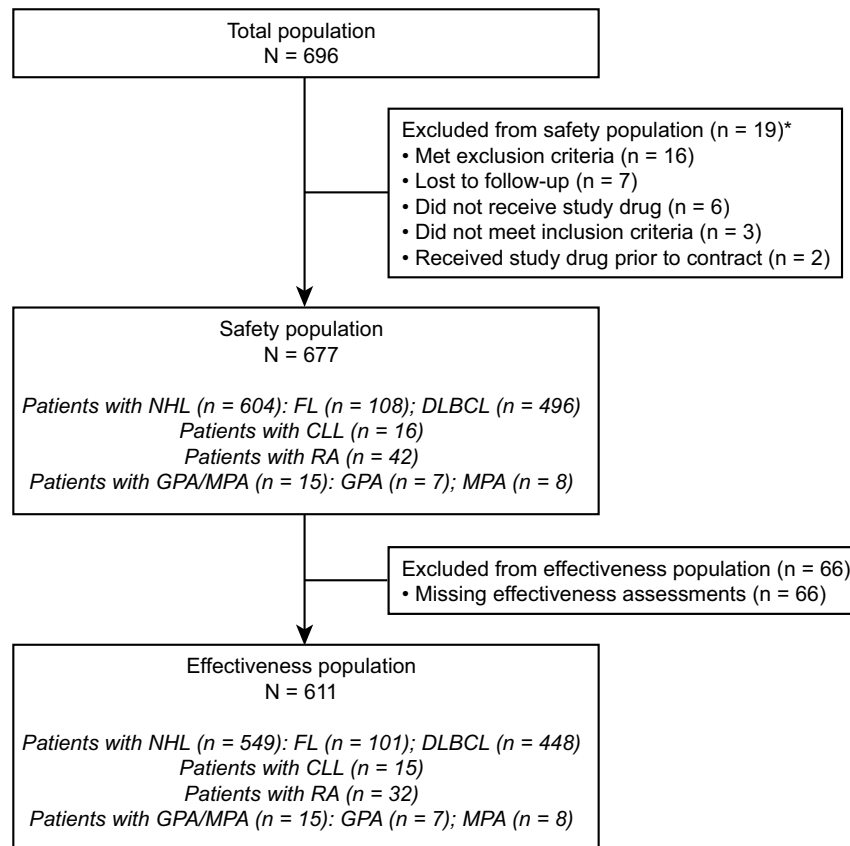 Total population
N = 696
Excluded from safety population (n = 19)*
• Met exclusion criteria (n = 16)
• Lost to follow-up (n = 7)
• Did not receive study drug (n = 6)
• Did not meet inclusion criteria (n = 3)
• Received study drug prior to contract (n = 2)
Safety population
N = 677
Patients with NHL (n = 604): FL (n = 108); DLBCL (n = 496)
Patients with CLL (n = 16)
Patients with RA (n = 42)
Patients with GPA/MPA (n = 15): GPA (n = 7); MPA (n = 8)
Excluded from effectiveness population (n = 66)
• Missing effectiveness assessments (n = 66)
Effectiveness population
N = 611
Patients with NHL (n = 549): FL (n = 101); DLBCL (n = 448)
Patients with CLL (n = 15)
Patients with RA (n = 32)
Patients with GPA/MPA (n = 15): GPA (n = 7); MPA (n = 8)